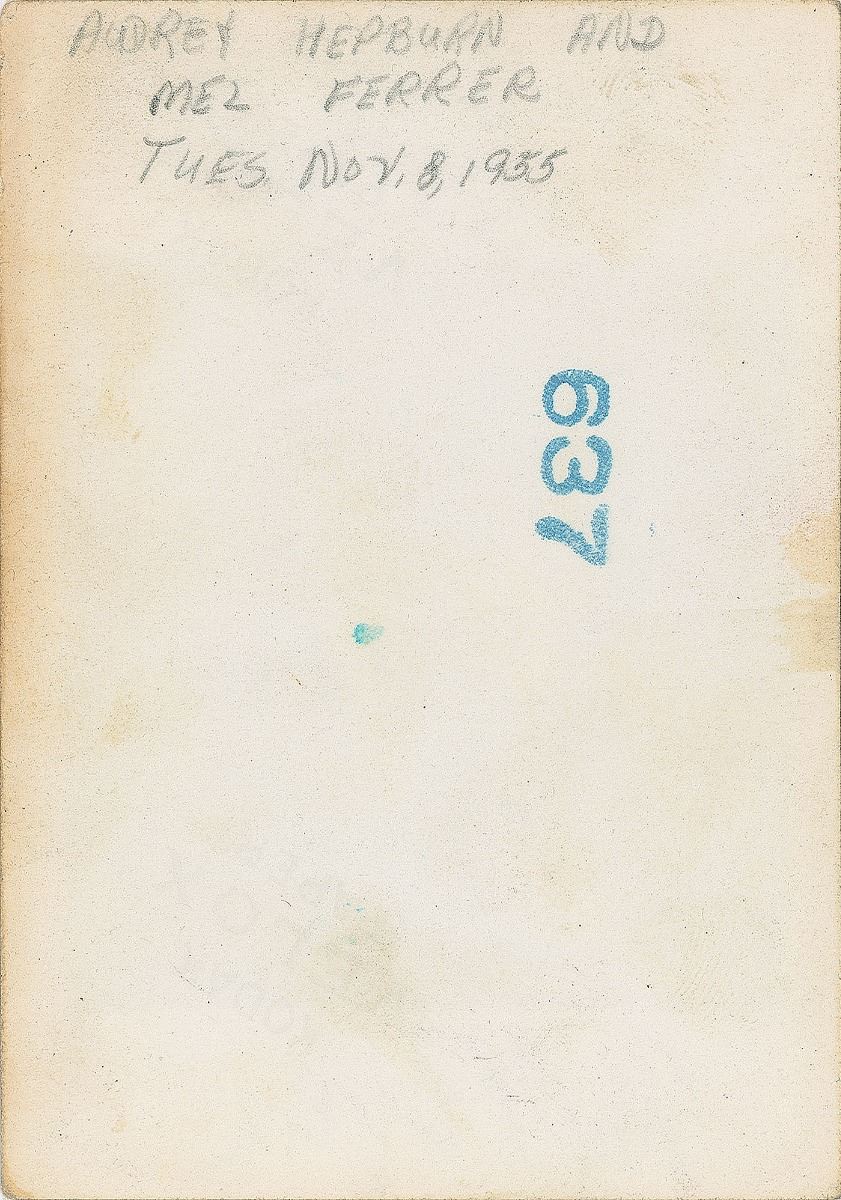 AUDREY HEPBURN AND
MEL FERRER
TUES. NOV. 8, 1955
637